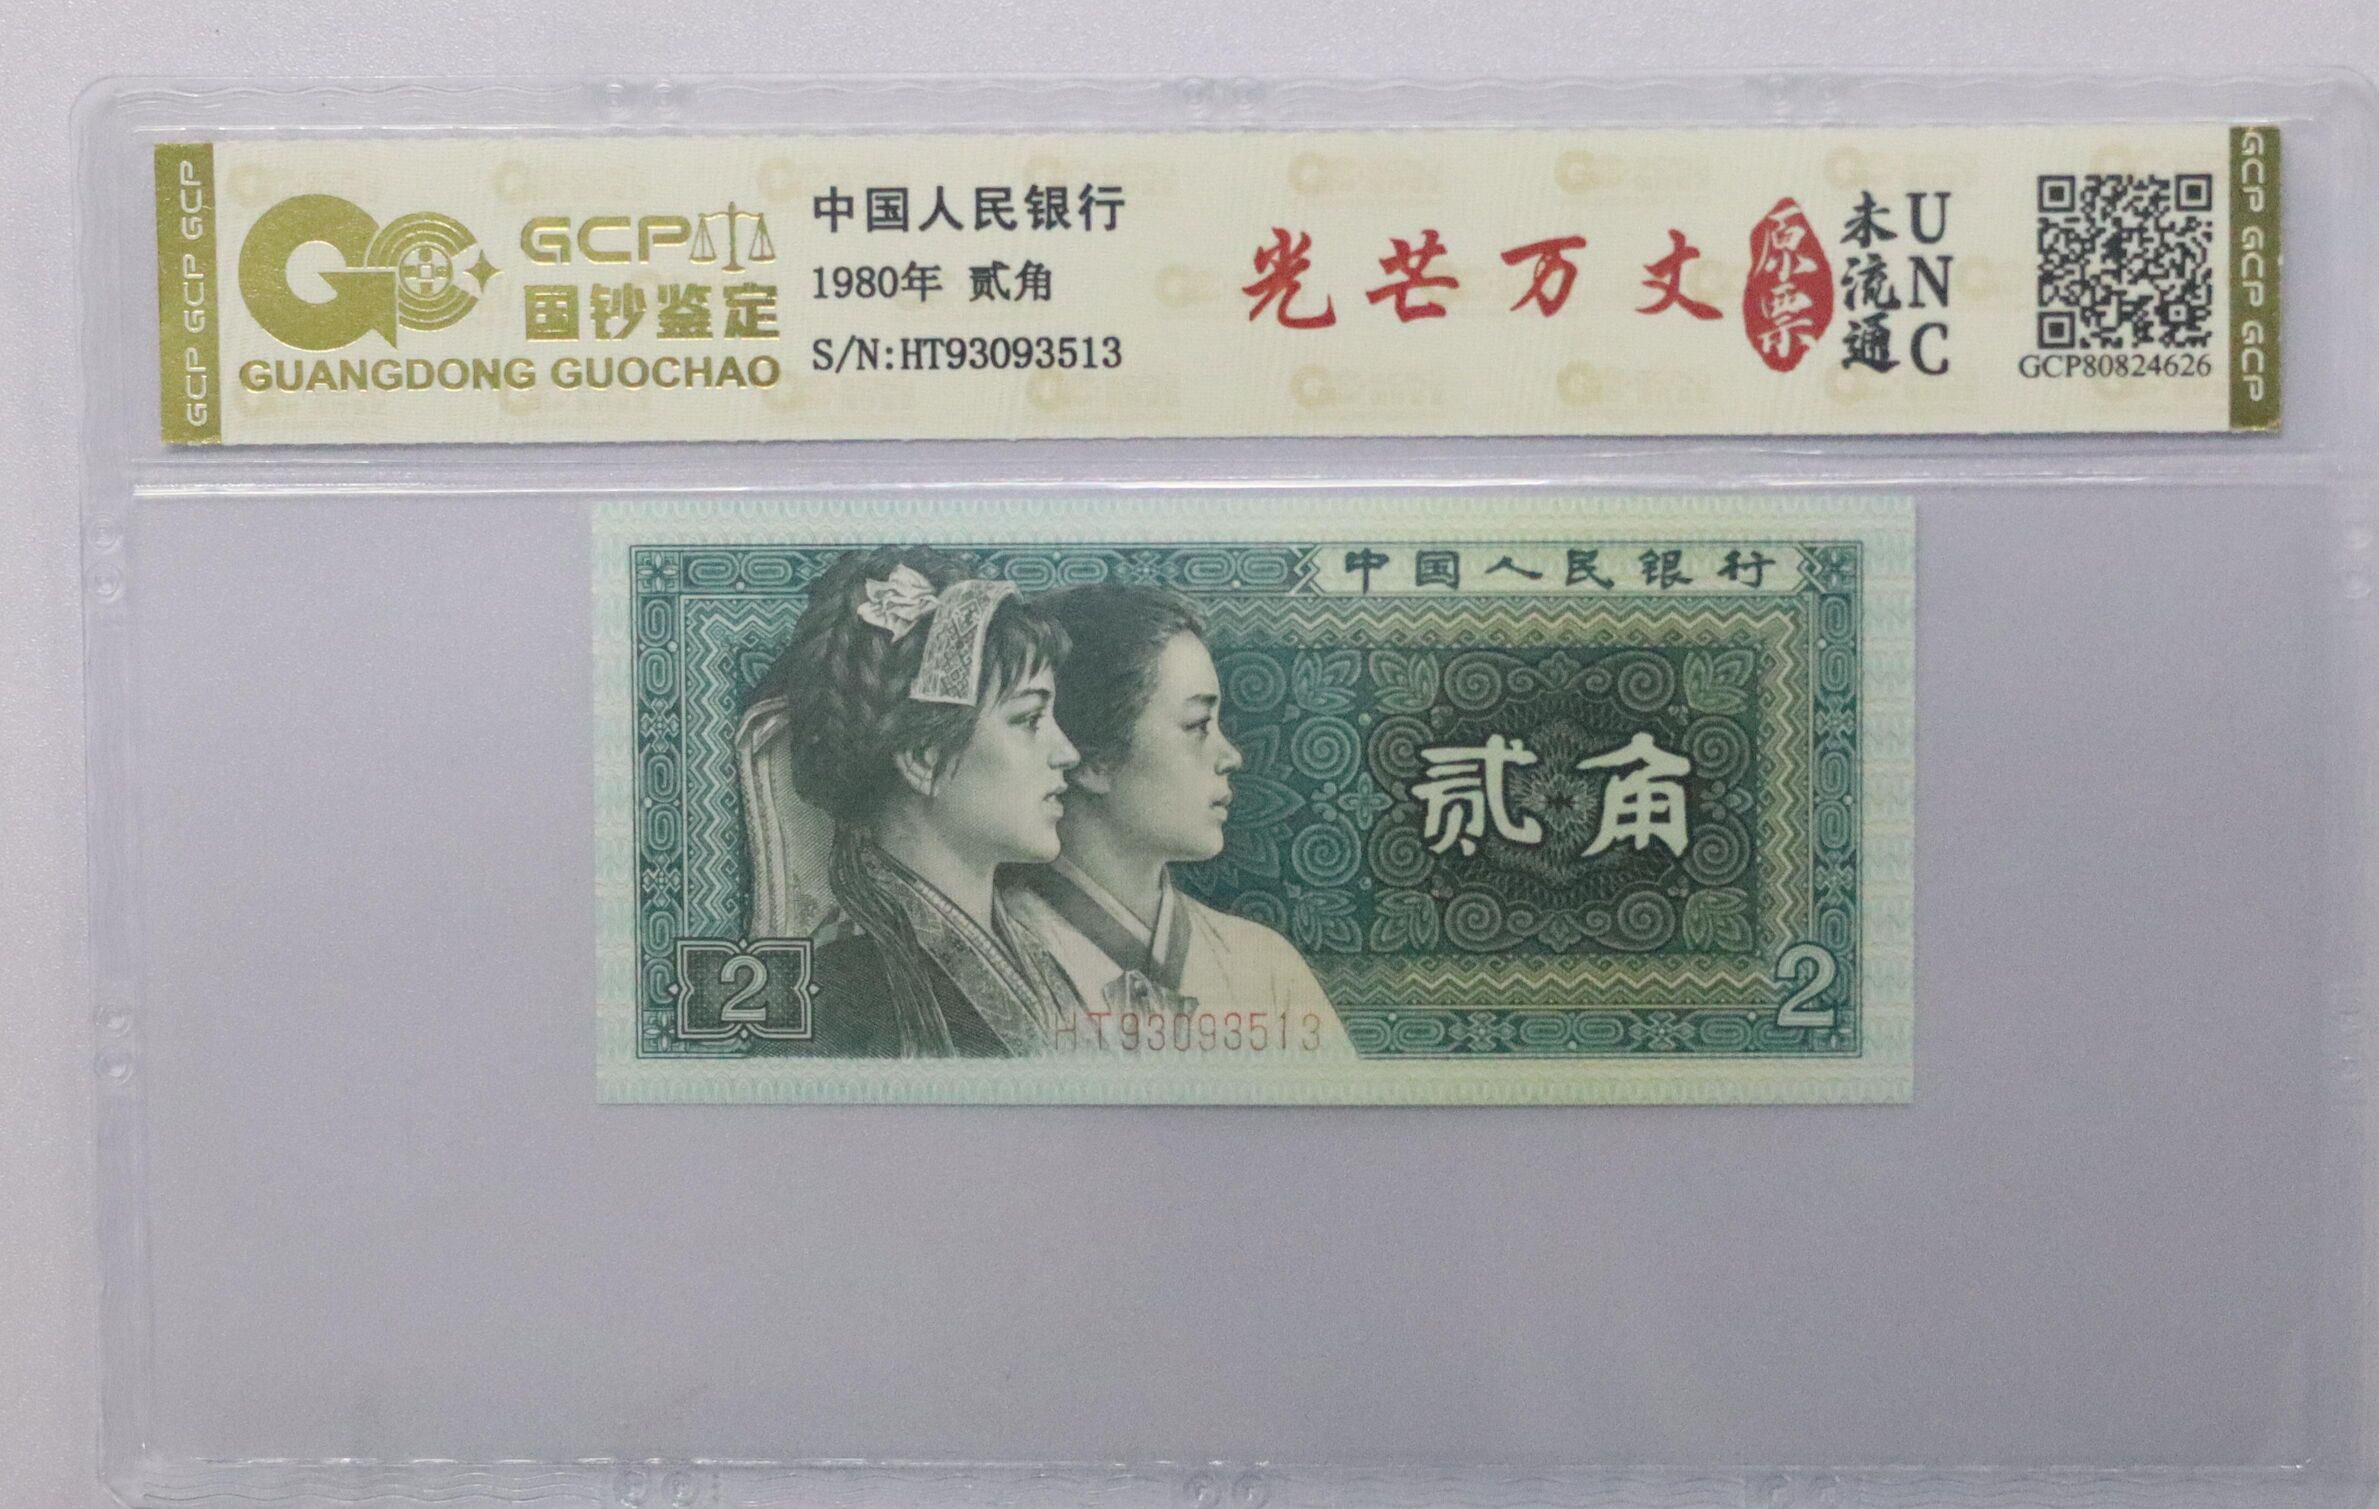 GCP GCP GCP
GCP
国钞鉴定
GUANGDONG GUOCHAO
中国人民银行
1980年 贰角
S/N:HT93093513
光芒万丈
原票
未流通
UNC
GCP80824626
GCP GCP GCP
中国人民银行
贰角
2
2
HT93093513